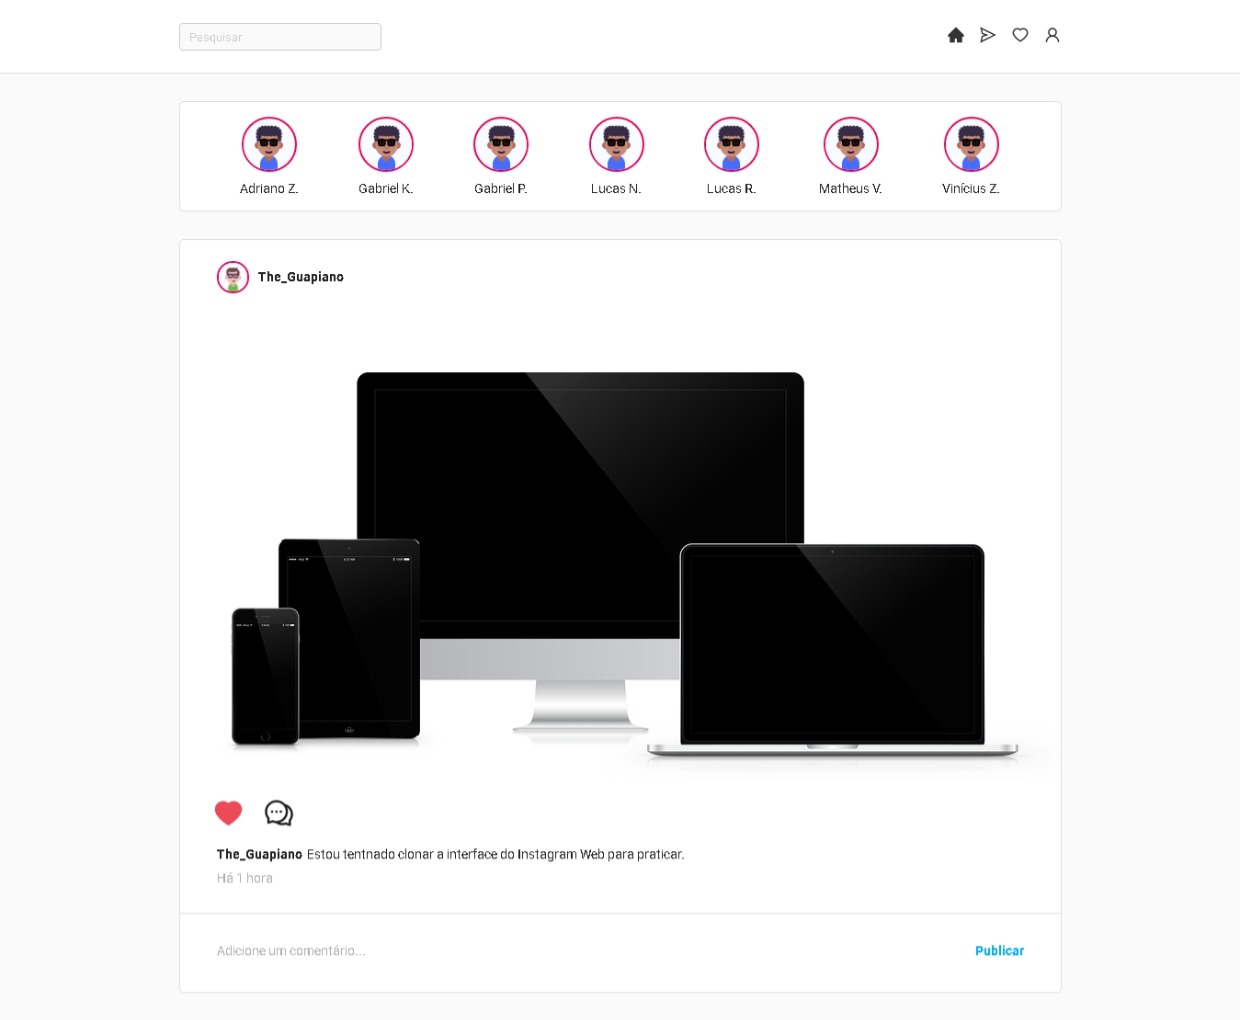 Pesquisar
Adriano Z.
Gabriel K.
Gabriel P.
Lucas N.
Lucas R.
Matheus V.
Vinícius Z.
The_Guapiano
The_Guapiano Estou tentnado clonar a interface do Instagram Web para praticar.
Há 1 hora
Adicione um comentário...
Publicar